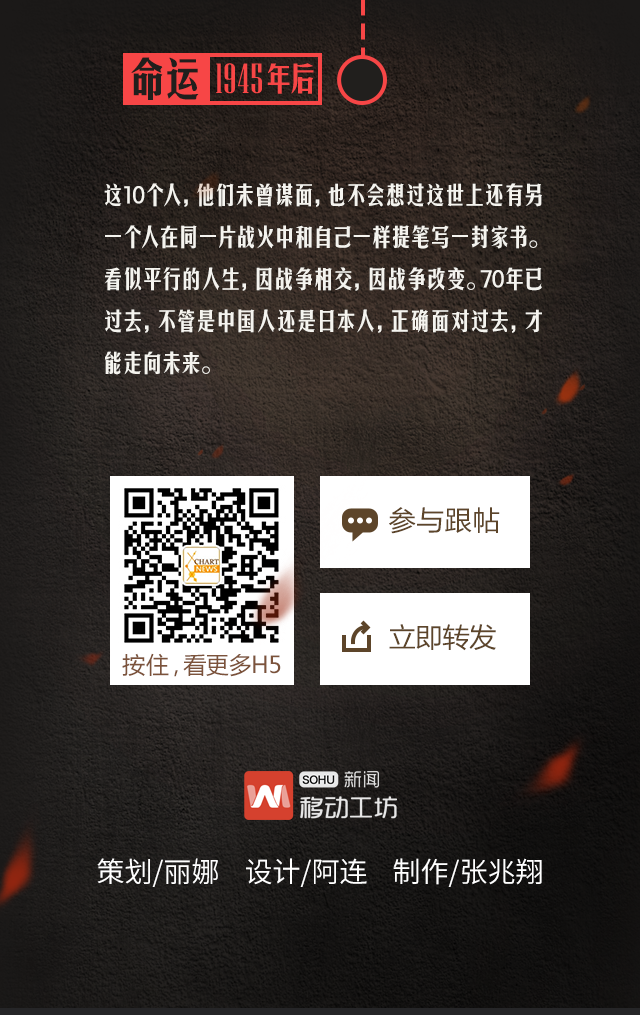 命运 1945年后
这10个人，他们未曾谋面，也不会想过这世上还有另
一个人在同一片战火中和自己一样提笔写一封家书。
看似平行的人生，因战争相交，因战争改变。70年已
过去，不管是中国人还是日本人，正确面对过去，才
能走向未来。
CHART
NEWS
按住，看更多H5
参与跟帖
立即转发
SOHU 新闻
移动工坊
策划/丽娜 设计/阿连 制作/张兆翔